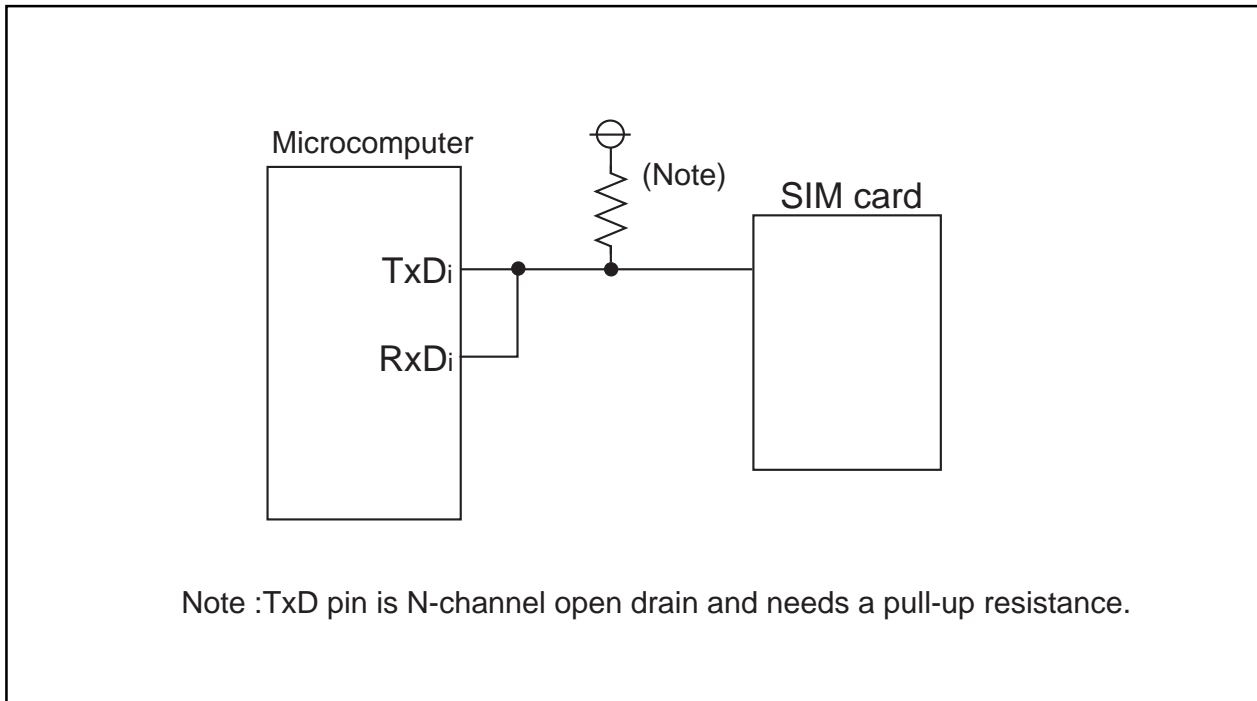 Microcomputer
(Note)
SIM card
TxDi
RxDi
Note :TxD pin is N-channel open drain and needs a pull-up resistance.